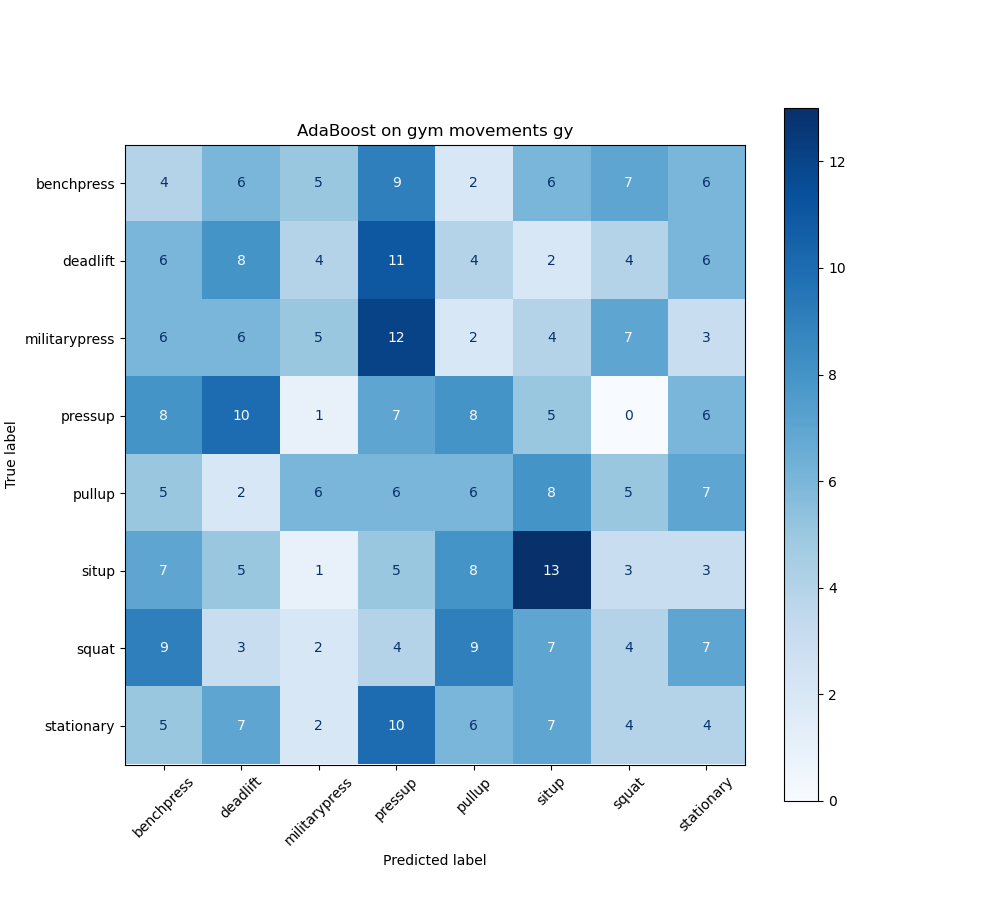 AdaBoost on gym movements gy
benchpress 4 6 5 9 2 6 7 6
deadlift 6 8 4 11 4 2 4 6
militarypress 6 6 5 12 2 4 7 3
pressup 8 10 1 7 8 5 0 6
pullup 5 2 6 6 6 8 5 7
situp 7 5 1 5 8 13 3 3
squat 9 3 2 4 9 7 4 7
stationary 5 7 2 10 6 7 4 4
True label
benchpress deadlift militarypress pressup pullup situp squat stationary
Predicted label
12
10
8
6
4
2
0